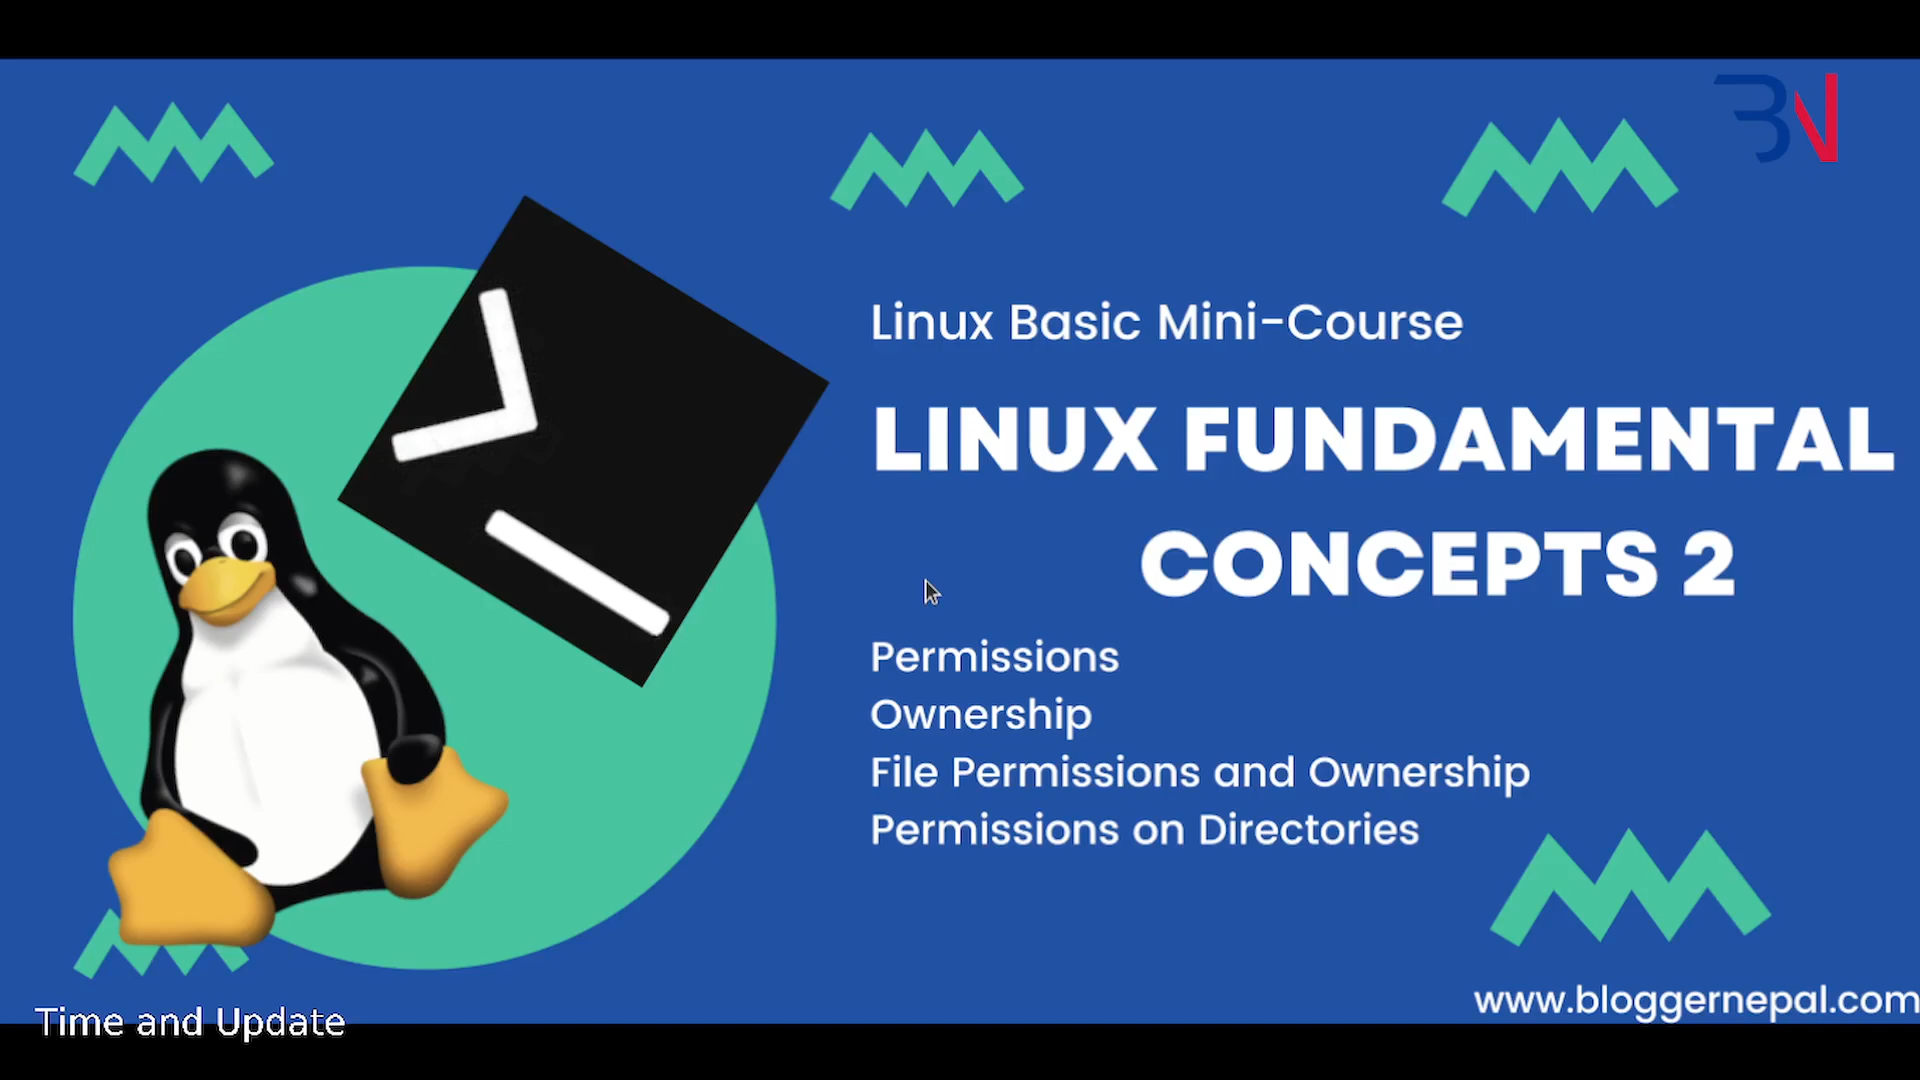 BN
Linux Basic Mini-Course
LINUX FUNDAMENTAL
CONCEPTS 2
Permissions
Ownership
File Permissions and Ownership
Permissions on Directories
www.bloggernepal.com
Time and Update